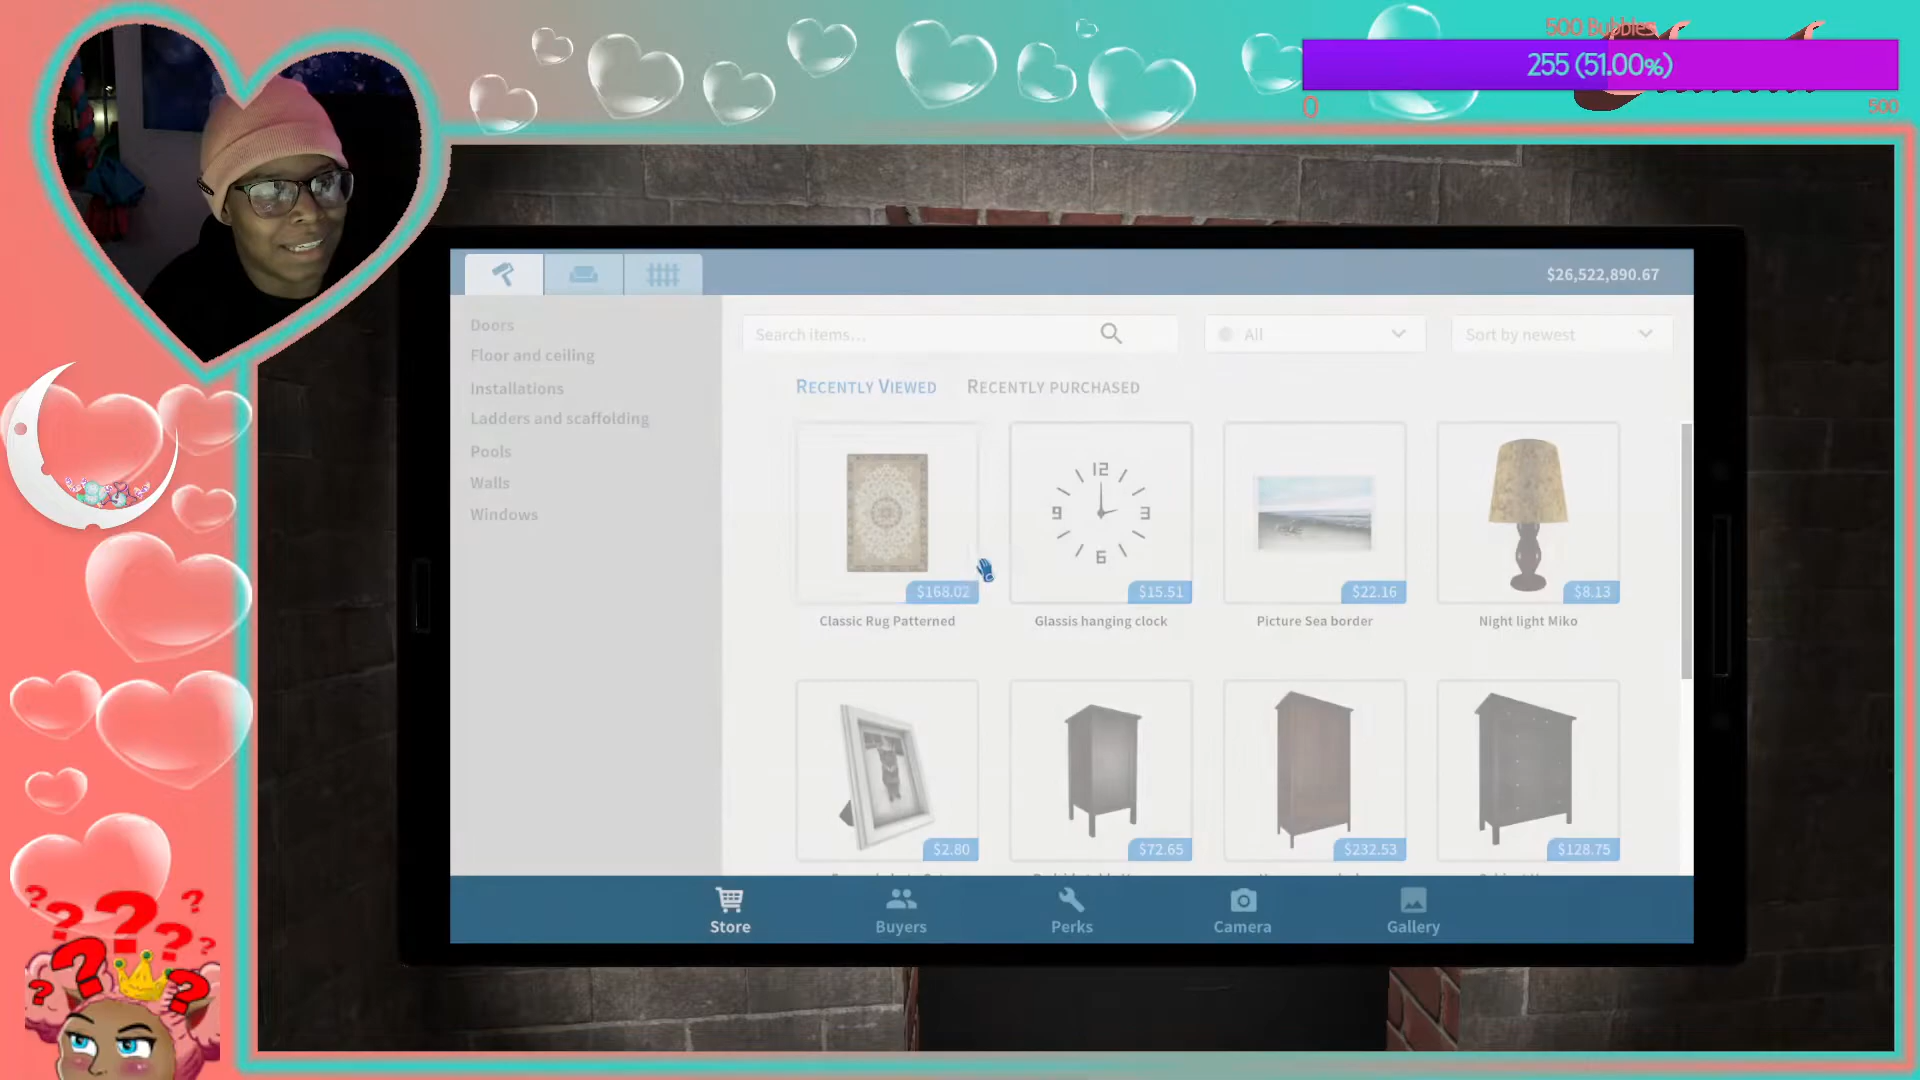 500 Bubbles
255 (51.00%)
0
500
$26,522,890.67
Doors
Floor and ceiling
Installations
Ladders and scaffolding
Pools
Walls
Windows
Search items...
All
Sort by newest
RECENTLY VIEWED
RECENTLY PURCHASED
12
9
3
6
$168.02
$15.51
$22.16
$8.13
Classic Rug Patterned
Glassis hanging clock
Picture Sea border
Night light Miko
$2.80
$72.65
$232.53
$128.75
Store
Buyers
Perks
Camera
Gallery
? ? ? ? ? ? ? ? ?